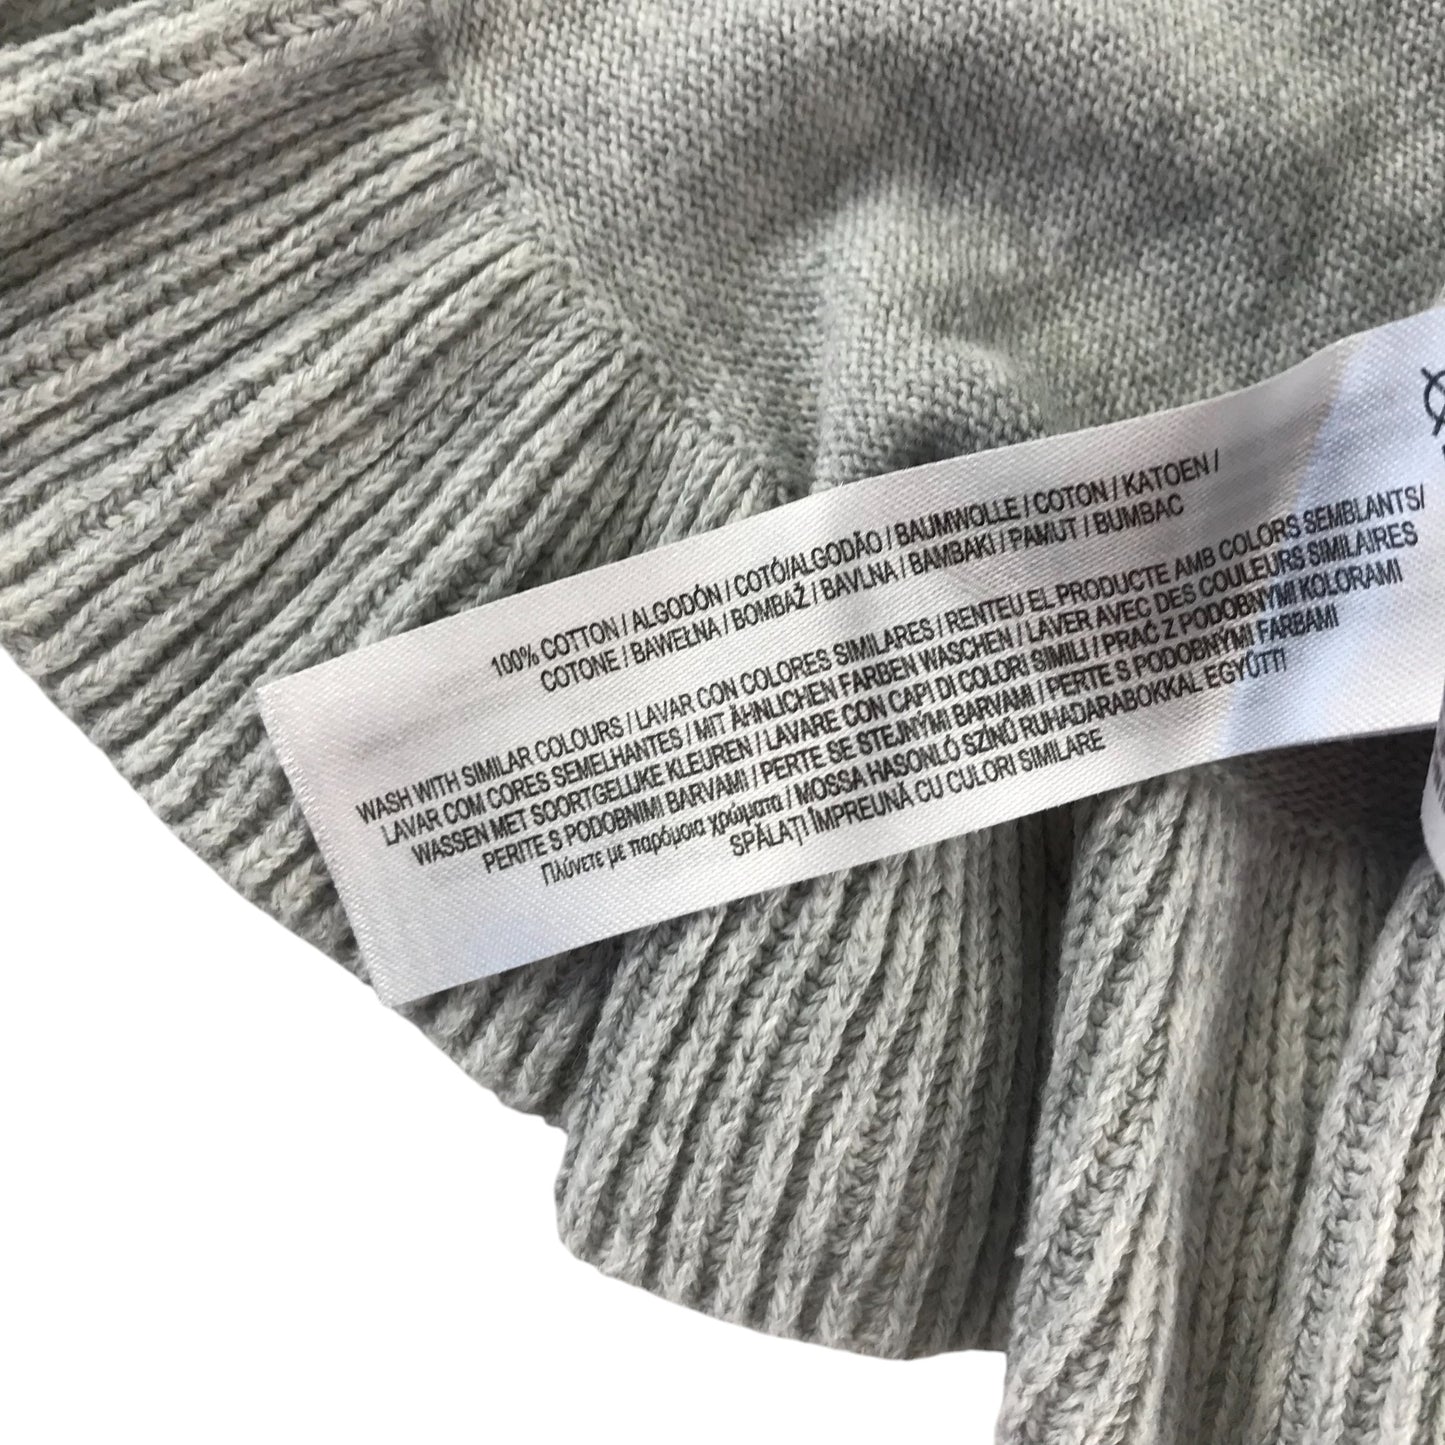 100% COTTON / ALGODÓN / COTÓ/ALGODÃO / BAUMWOLLE / COTON / KATOEN /
COTONE / BAWEŁNA / BOMBAŽ / BAVLNA / BAMBAKI / PAMUT / BUMBAC
WASH WITH SIMILAR COLOURS / LAVAR CON COLORES SIMILARES / RENTEU EL PRODUCTE AMB COLORS SEMBLANTS/
LAVAR COM CORES SEMELHANTES / MIT ÄHNLICHEN FARBEN WASCHEN / LAVER AVEC DES COULEURS SIMILAIRES
WASSEN MET SOORTGELIJKE KLEUREN / LAVARE CON CAPI DI COLORI SIMILI / PRAĆ Z PODOBNYMI KOLORAMI
PERITE S PODOBNIMI BARVAMI / PERTE SE STEJNÝMI BARVAMI / PERTE S PODOBNÝMI FARBAMI
Πλύνετε με παρόμοια χρώματα / MOSSA HASONLÓ SZÍNŰ RUHADARABOKKAL EGYÜTT/
SPĂLAȚI ÎMPREUNĂ CU CULORI SIMILARE